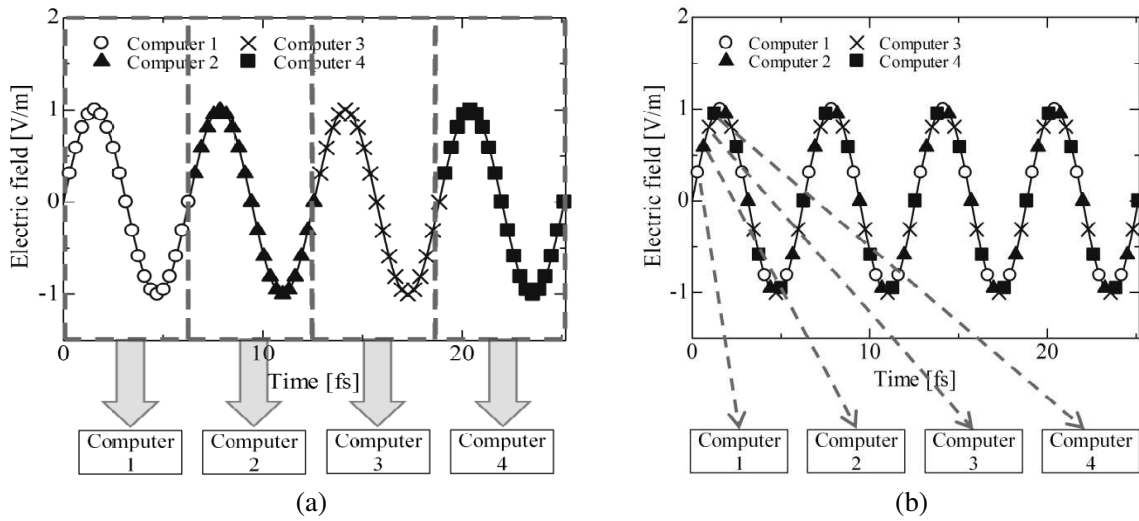 2
1
0
-1
Electric field [V/m]
Computer 1
Computer 2
Computer 3
Computer 4
0
10
20
Time [fs]
Computer
1
Computer
2
Computer
3
Computer
4
(a)
2
1
0
-1
Electric field [V/m]
Computer 1
Computer 2
Computer 3
Computer 4
0
10
20
Time [fs]
Computer
1
Computer
2
Computer
3
Computer
4
(b)